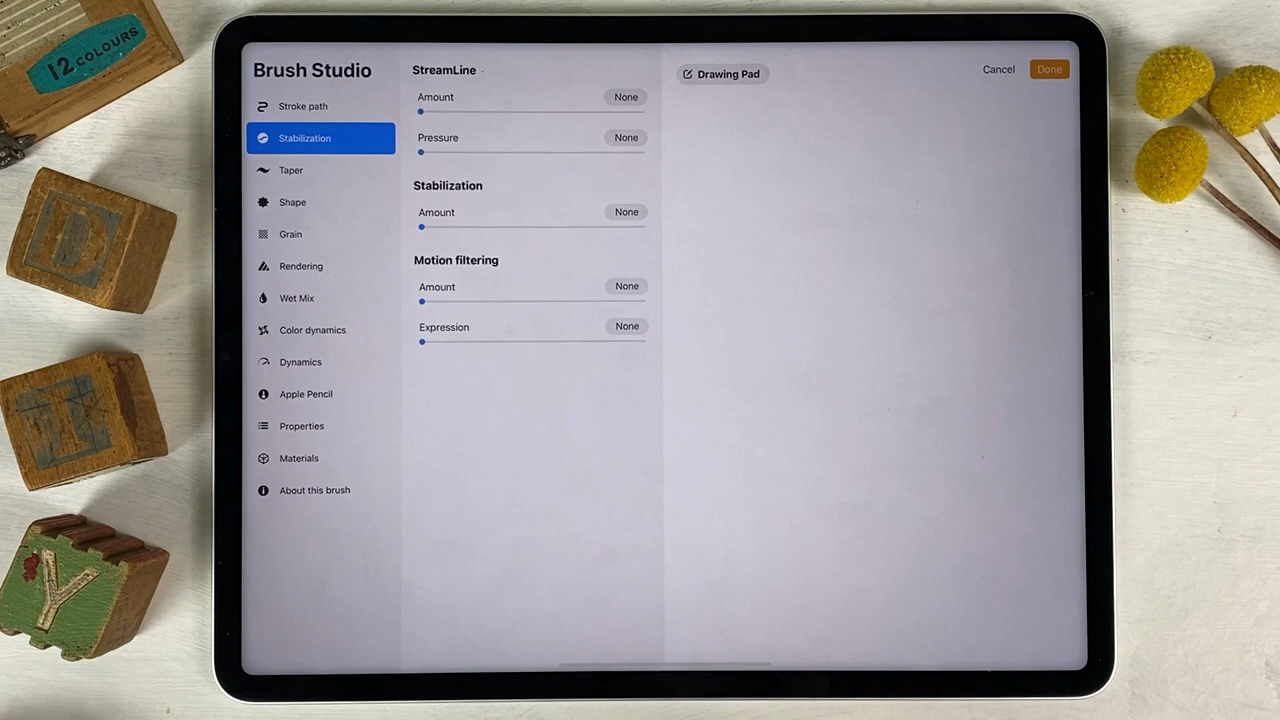 12 COLOURS
D
I
Y
Brush Studio
Stroke path
Stabilization
Taper
Shape
Grain
Rendering
Wet Mix
Color dynamics
Dynamics
Apple Pencil
Properties
Materials
About this brush
StreamLine
Amount None
Pressure None
Stabilization
Amount None
Motion filtering
Amount None
Expression None
Drawing Pad
Cancel
Done